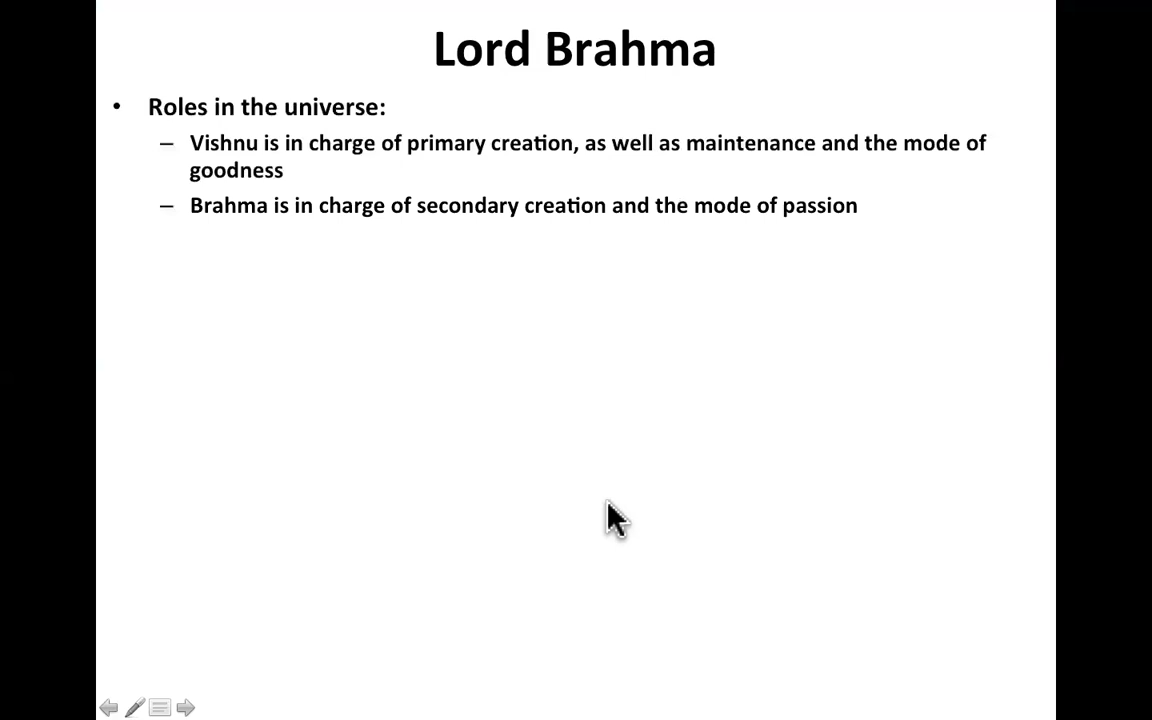 Lord Brahma
• Roles in the universe:
– Vishnu is in charge of primary creation, as well as maintenance and the mode of
goodness
– Brahma is in charge of secondary creation and the mode of passion